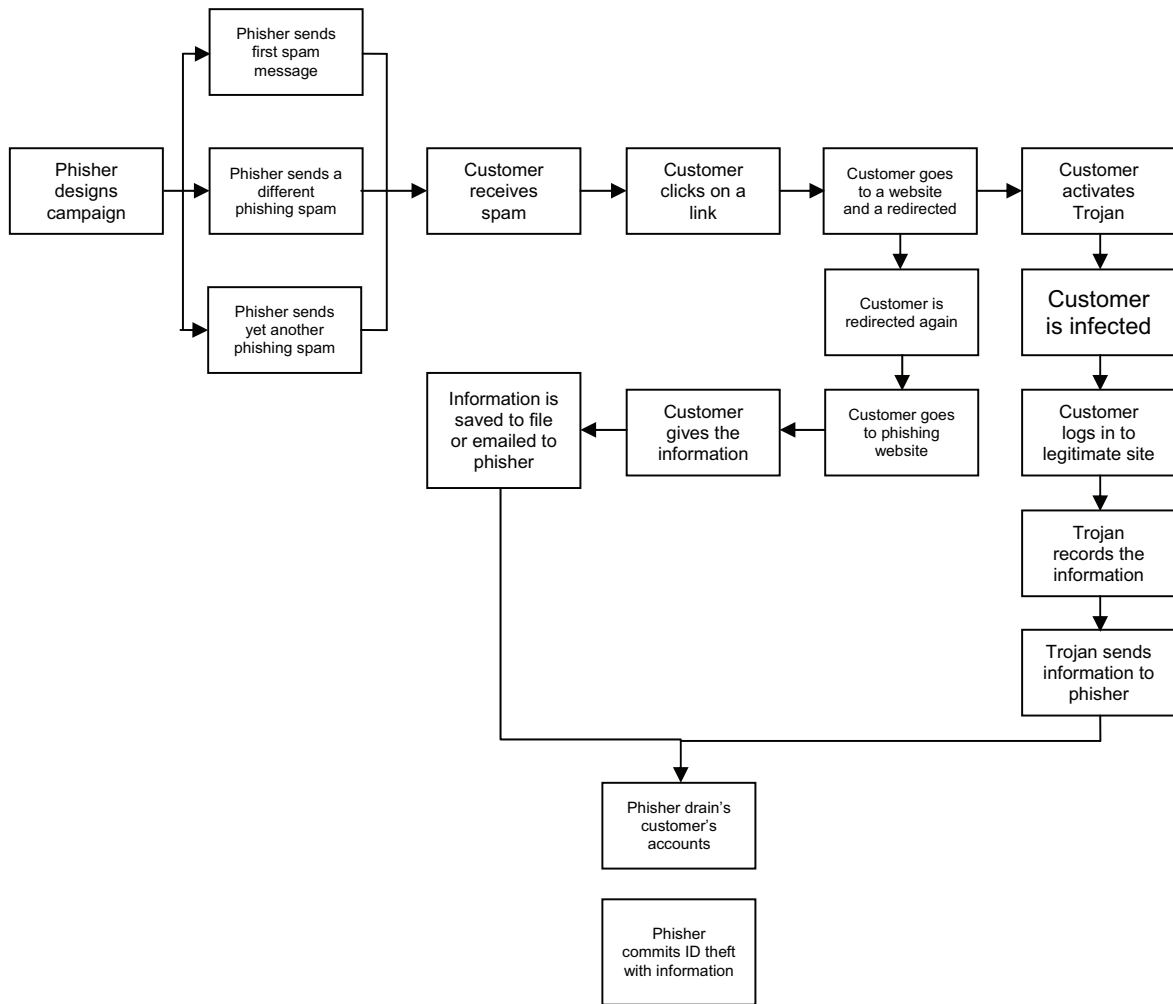 Phisher sends
first spam
message
Phisher
designs
campaign
Phisher sends a
different
phishing spam
Customer
receives
spam
Customer
clicks on a
link
Customer goes
to a website
and a redirected
Customer
activates
Trojan
Phisher sends
yet another
phishing spam
Customer is
redirected again
Customer
is infected
Information is
saved to file
or emailed to
phisher
Customer
gives the
information
Customer goes
to phishing
website
Customer
logs in to
legitimate site
Trojan
records the
information
Trojan sends
information to
phisher
Phisher drain's
customer's
accounts
Phisher
commits ID theft
with information